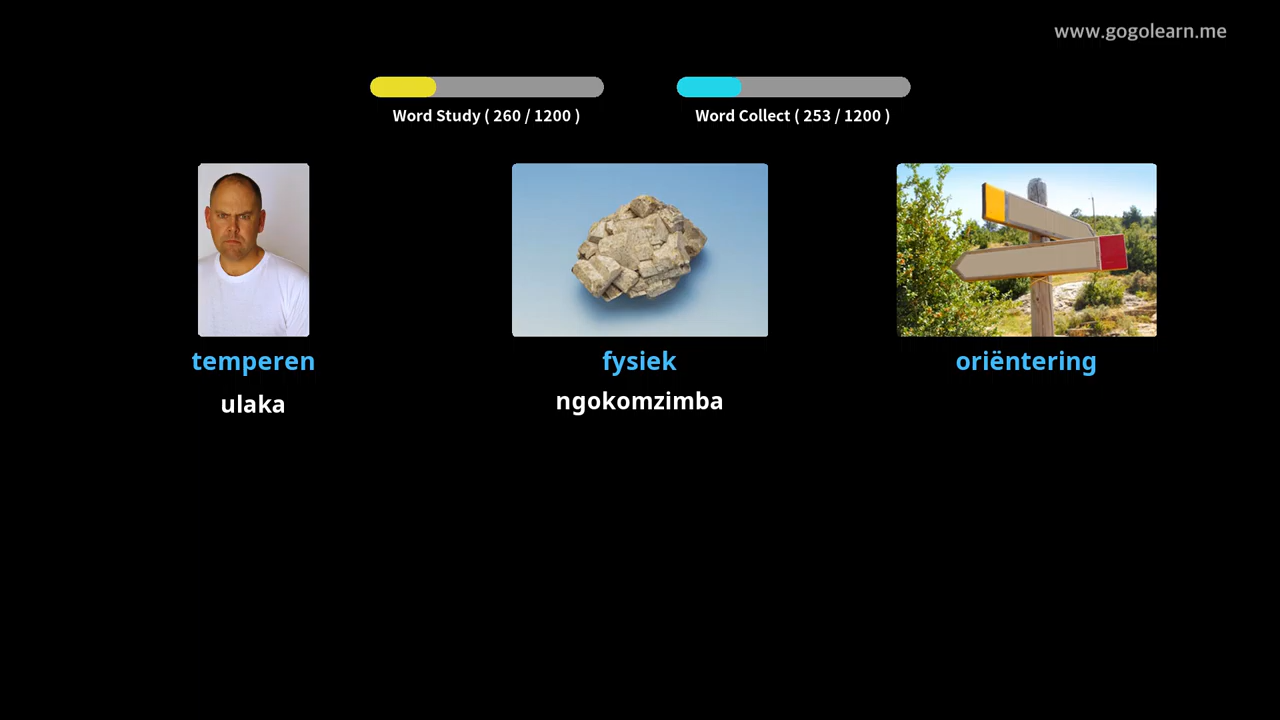 www.gogolearn.me
Word Study ( 260 / 1200 )
Word Collect ( 253 / 1200 )
temperen
fysiek
oriëntering
ulaka
ngokomzimba